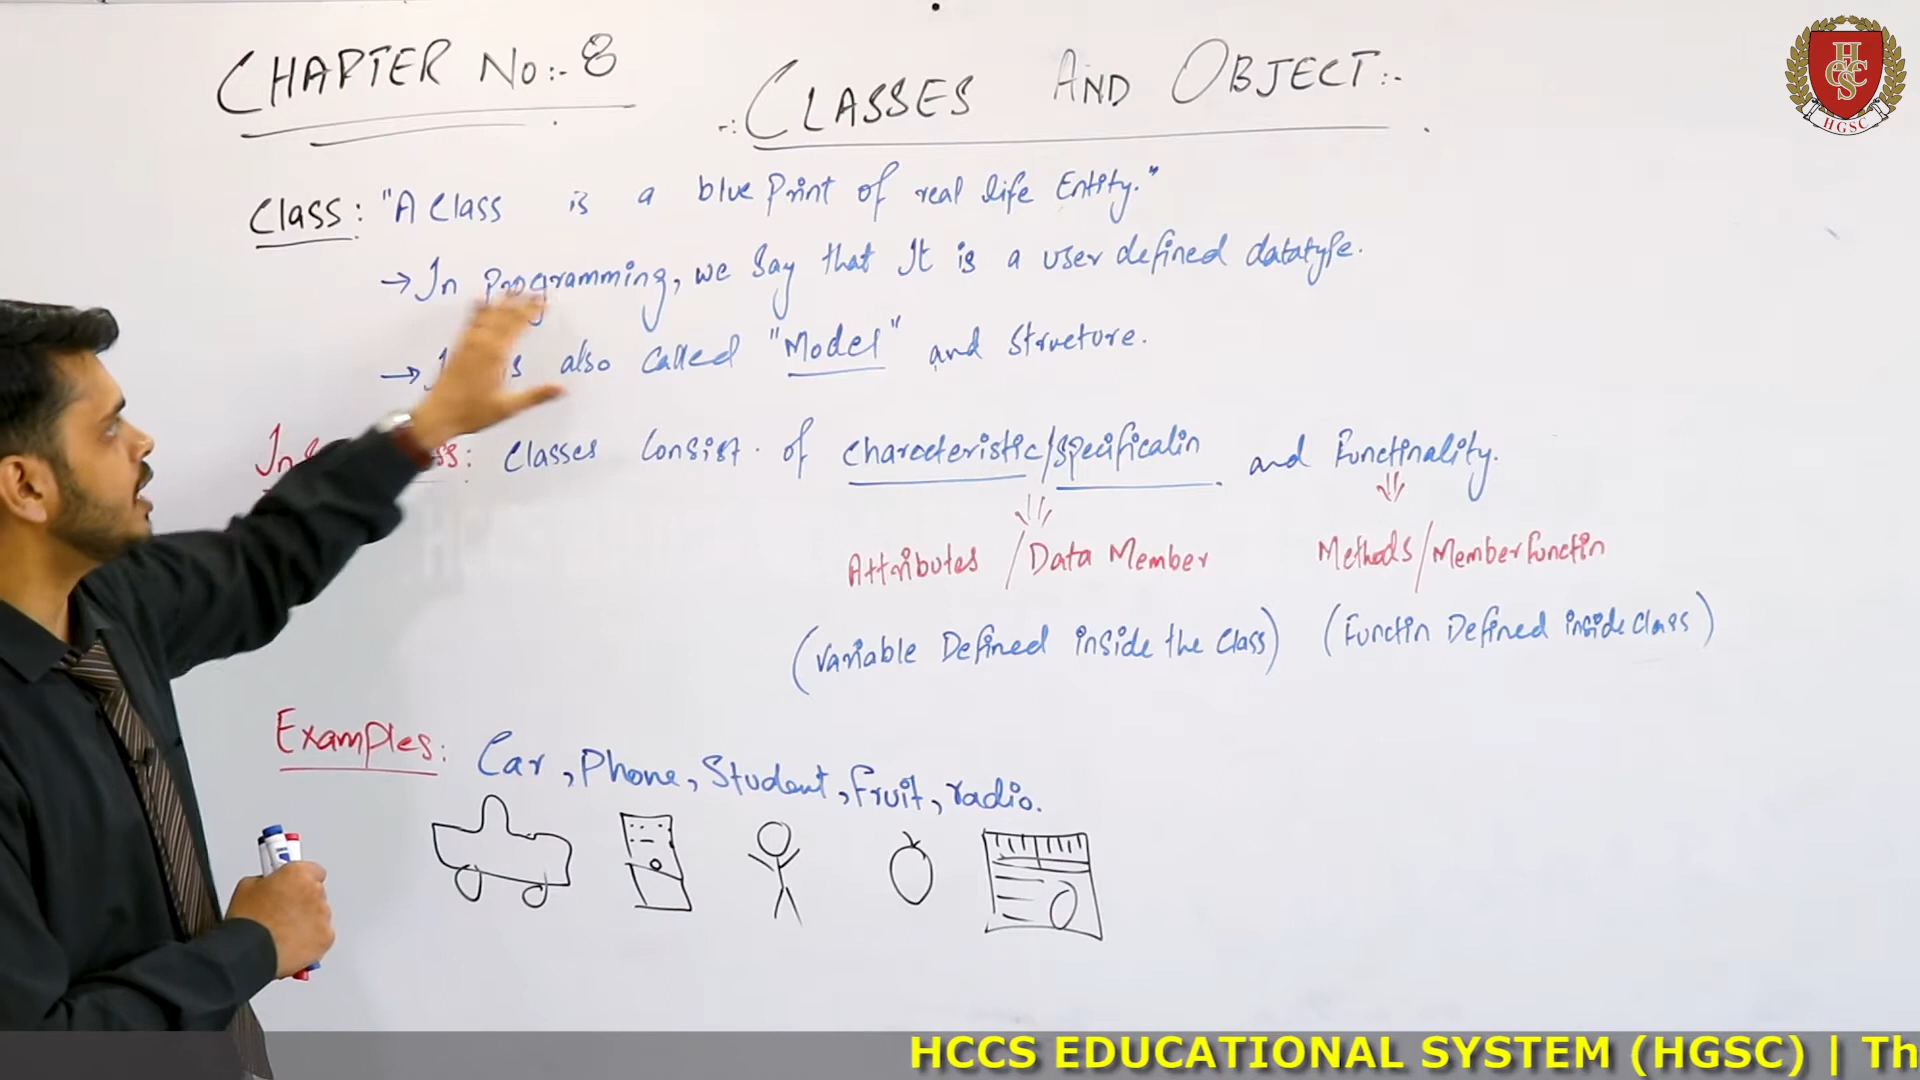 CHAPTER No:- 8
.: CLASSES AND OBJECT:-
Class: "A Class is a blue Print of real life Entity."
→ In Programming, we Say that It is a user defined datatype.
→ also called "Model" and Structure.
Classes Consist of Characteristic/Specificatin and Functinality.
Attributes / Data Member Methods/Member functin
(Variable Defined inside the Class) (Functin Defined inside Class)
Examples: Car, Phone, Student, Fruit, radio.
HGSC
HCCS EDUCATIONAL SYSTEM (HGSC) | Th